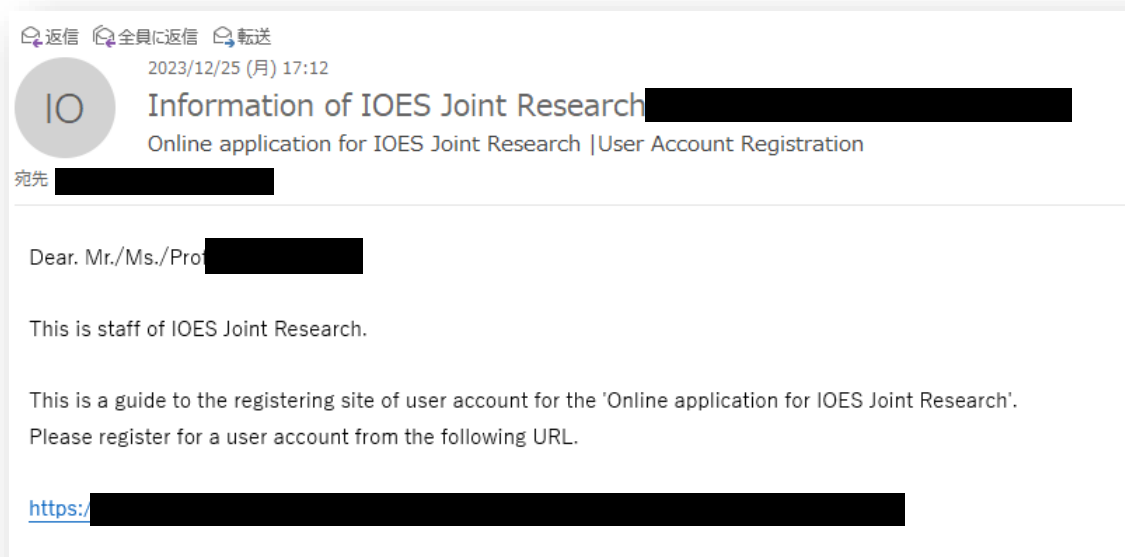 返信 全員に返信 転送
2023/12/25 (月) 17:12
IO
Information of IOES Joint Research
Online application for IOES Joint Research |User Account Registration
宛先
Dear. Mr./Ms./Prof
This is staff of IOES Joint Research.
This is a guide to the registering site of user account for the 'Online application for IOES Joint Research'.
Please register for a user account from the following URL.
https:/